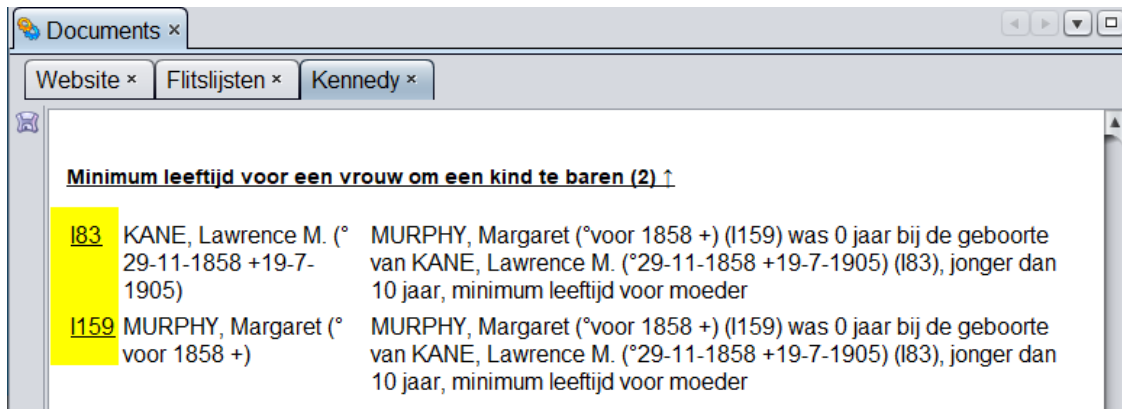 Documents ×
Website × Flitslijsten × Kennedy ×
Minimum leeftijd voor een vrouw om een kind te baren (2) ↑
I83 KANE, Lawrence M. (° MURPHY, Margaret (°voor 1858 +) (I159) was 0 jaar bij de geboorte
29-11-1858 +19-7- van KANE, Lawrence M. (°29-11-1858 +19-7-1905) (I83), jonger dan
1905) 10 jaar, minimum leeftijd voor moeder
I159 MURPHY, Margaret (° MURPHY, Margaret (°voor 1858 +) (I159) was 0 jaar bij de geboorte
voor 1858 +) van KANE, Lawrence M. (°29-11-1858 +19-7-1905) (I83), jonger dan
10 jaar, minimum leeftijd voor moeder